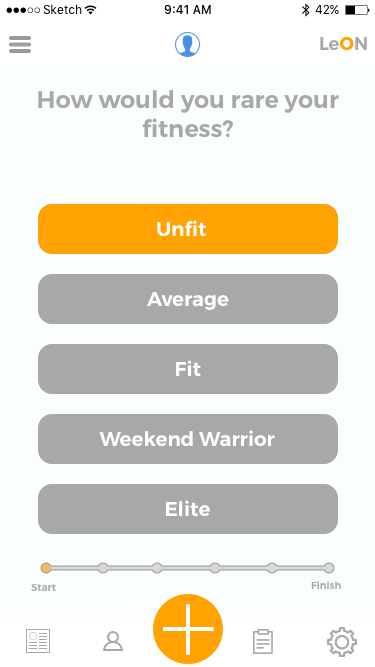 Sketch 9:41 AM 42%
LeON
How would you rare your
fitness?
Unfit
Average
Fit
Weekend Warrior
Elite
Start Finish